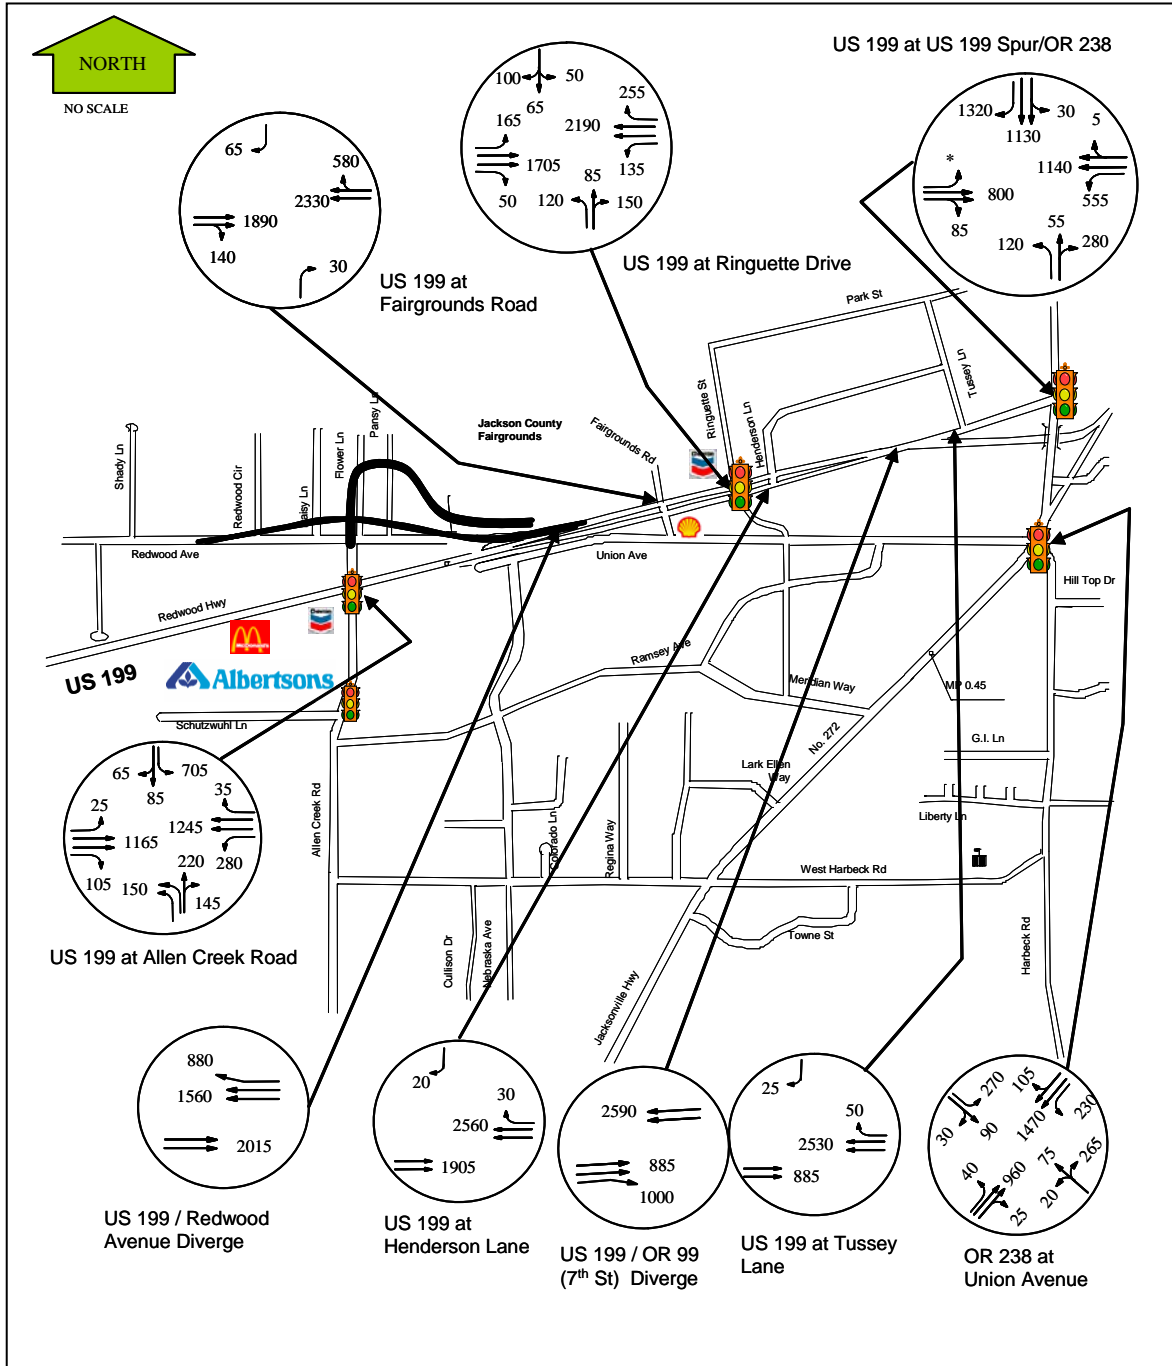 NORTH
NO SCALE
US 199 at US 199 Spur/OR 238
1320
30
5
1130
*
1140
800
555
85
55
120
280
100
50
65
255
165
2190
1705
135
85
50
120
150
US 199 at Ringuette Drive
65
580
2330
1890
140
30
US 199 at
Fairgrounds Road
Park St
Tussey Ln
Ringuette St
Henderson Ln
Fairgrounds Rd
Jackson County
Fairgrounds
Pansy Ln
Flower Ln
aisy Ln
Redwood Cir
Shady Ln
Redwood Ave
Union Ave
Hill Top Dr
Redwood Hwy
Chevron
McDonald's
US 199
Albertsons
Ramsey Ave
Meridian Way
MP 0.45
Schutzwuhl Ln
No. 272
G.I. Ln
Lark Ellen
Way
Liberty Ln
Allen Creek Rd
Colorado Ln
Regina Way
West Harbeck Rd
Towne St
Cullison Dr
Nebraska Ave
Jacksonville Hwy
Harbeck Rd
65
705
85
25
35
1245
1165
220
280
105
150
145
US 199 at Allen Creek Road
880
1560
2015
US 199 / Redwood
Avenue Diverge
20
30
2560
1905
US 199 at
Henderson Lane
2590
885
1000
US 199 / OR 99
(7th St) Diverge
25
50
2530
885
US 199 at Tussey
Lane
270
105
230
30
90
1470
265
75
40
960
20
25
OR 238 at
Union Avenue